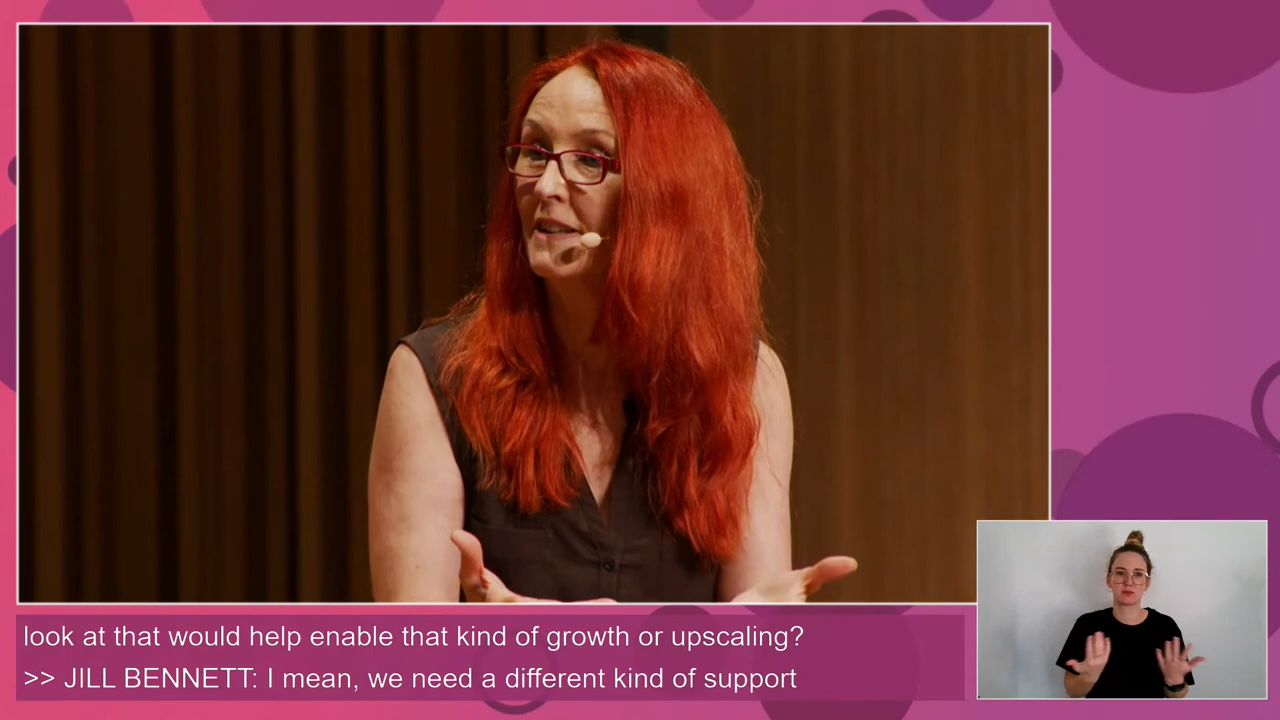 look at that would help enable that kind of growth or upscaling?
>> JILL BENNETT: I mean, we need a different kind of support